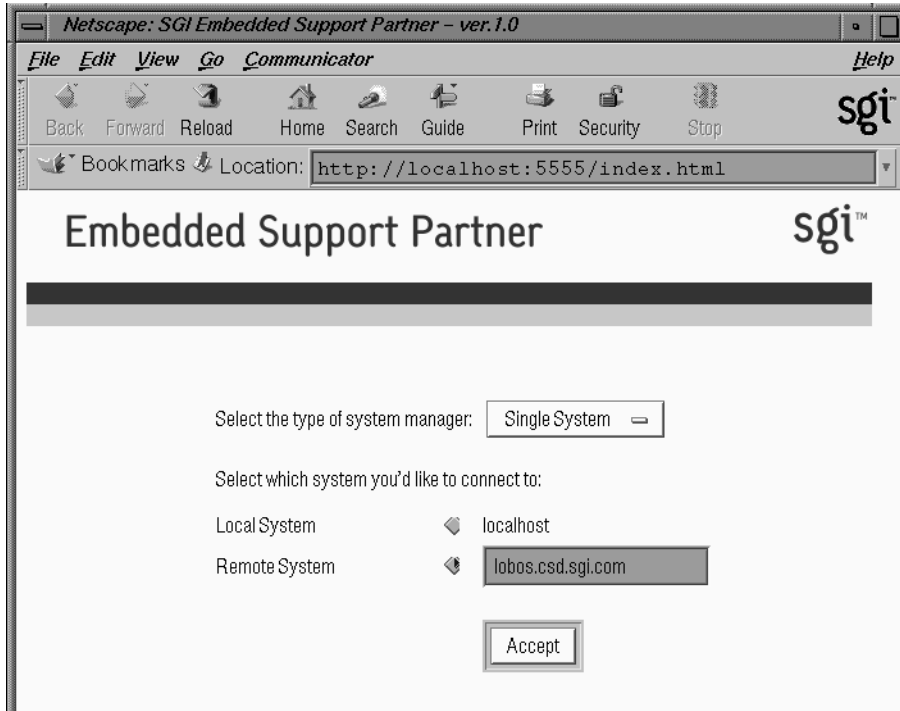 Netscape: SGI Embedded Support Partner – ver.1.0
File Edit View Go Communicator Help
Back Forward Reload Home Search Guide Print Security Stop sgi™
Bookmarks Location: http://localhost:5555/index.html
Embedded Support Partner sgi™
Select the type of system manager: Single System
Select which system you'd like to connect to:
Local System localhost
Remote System lobos.csd.sgi.com
Accept